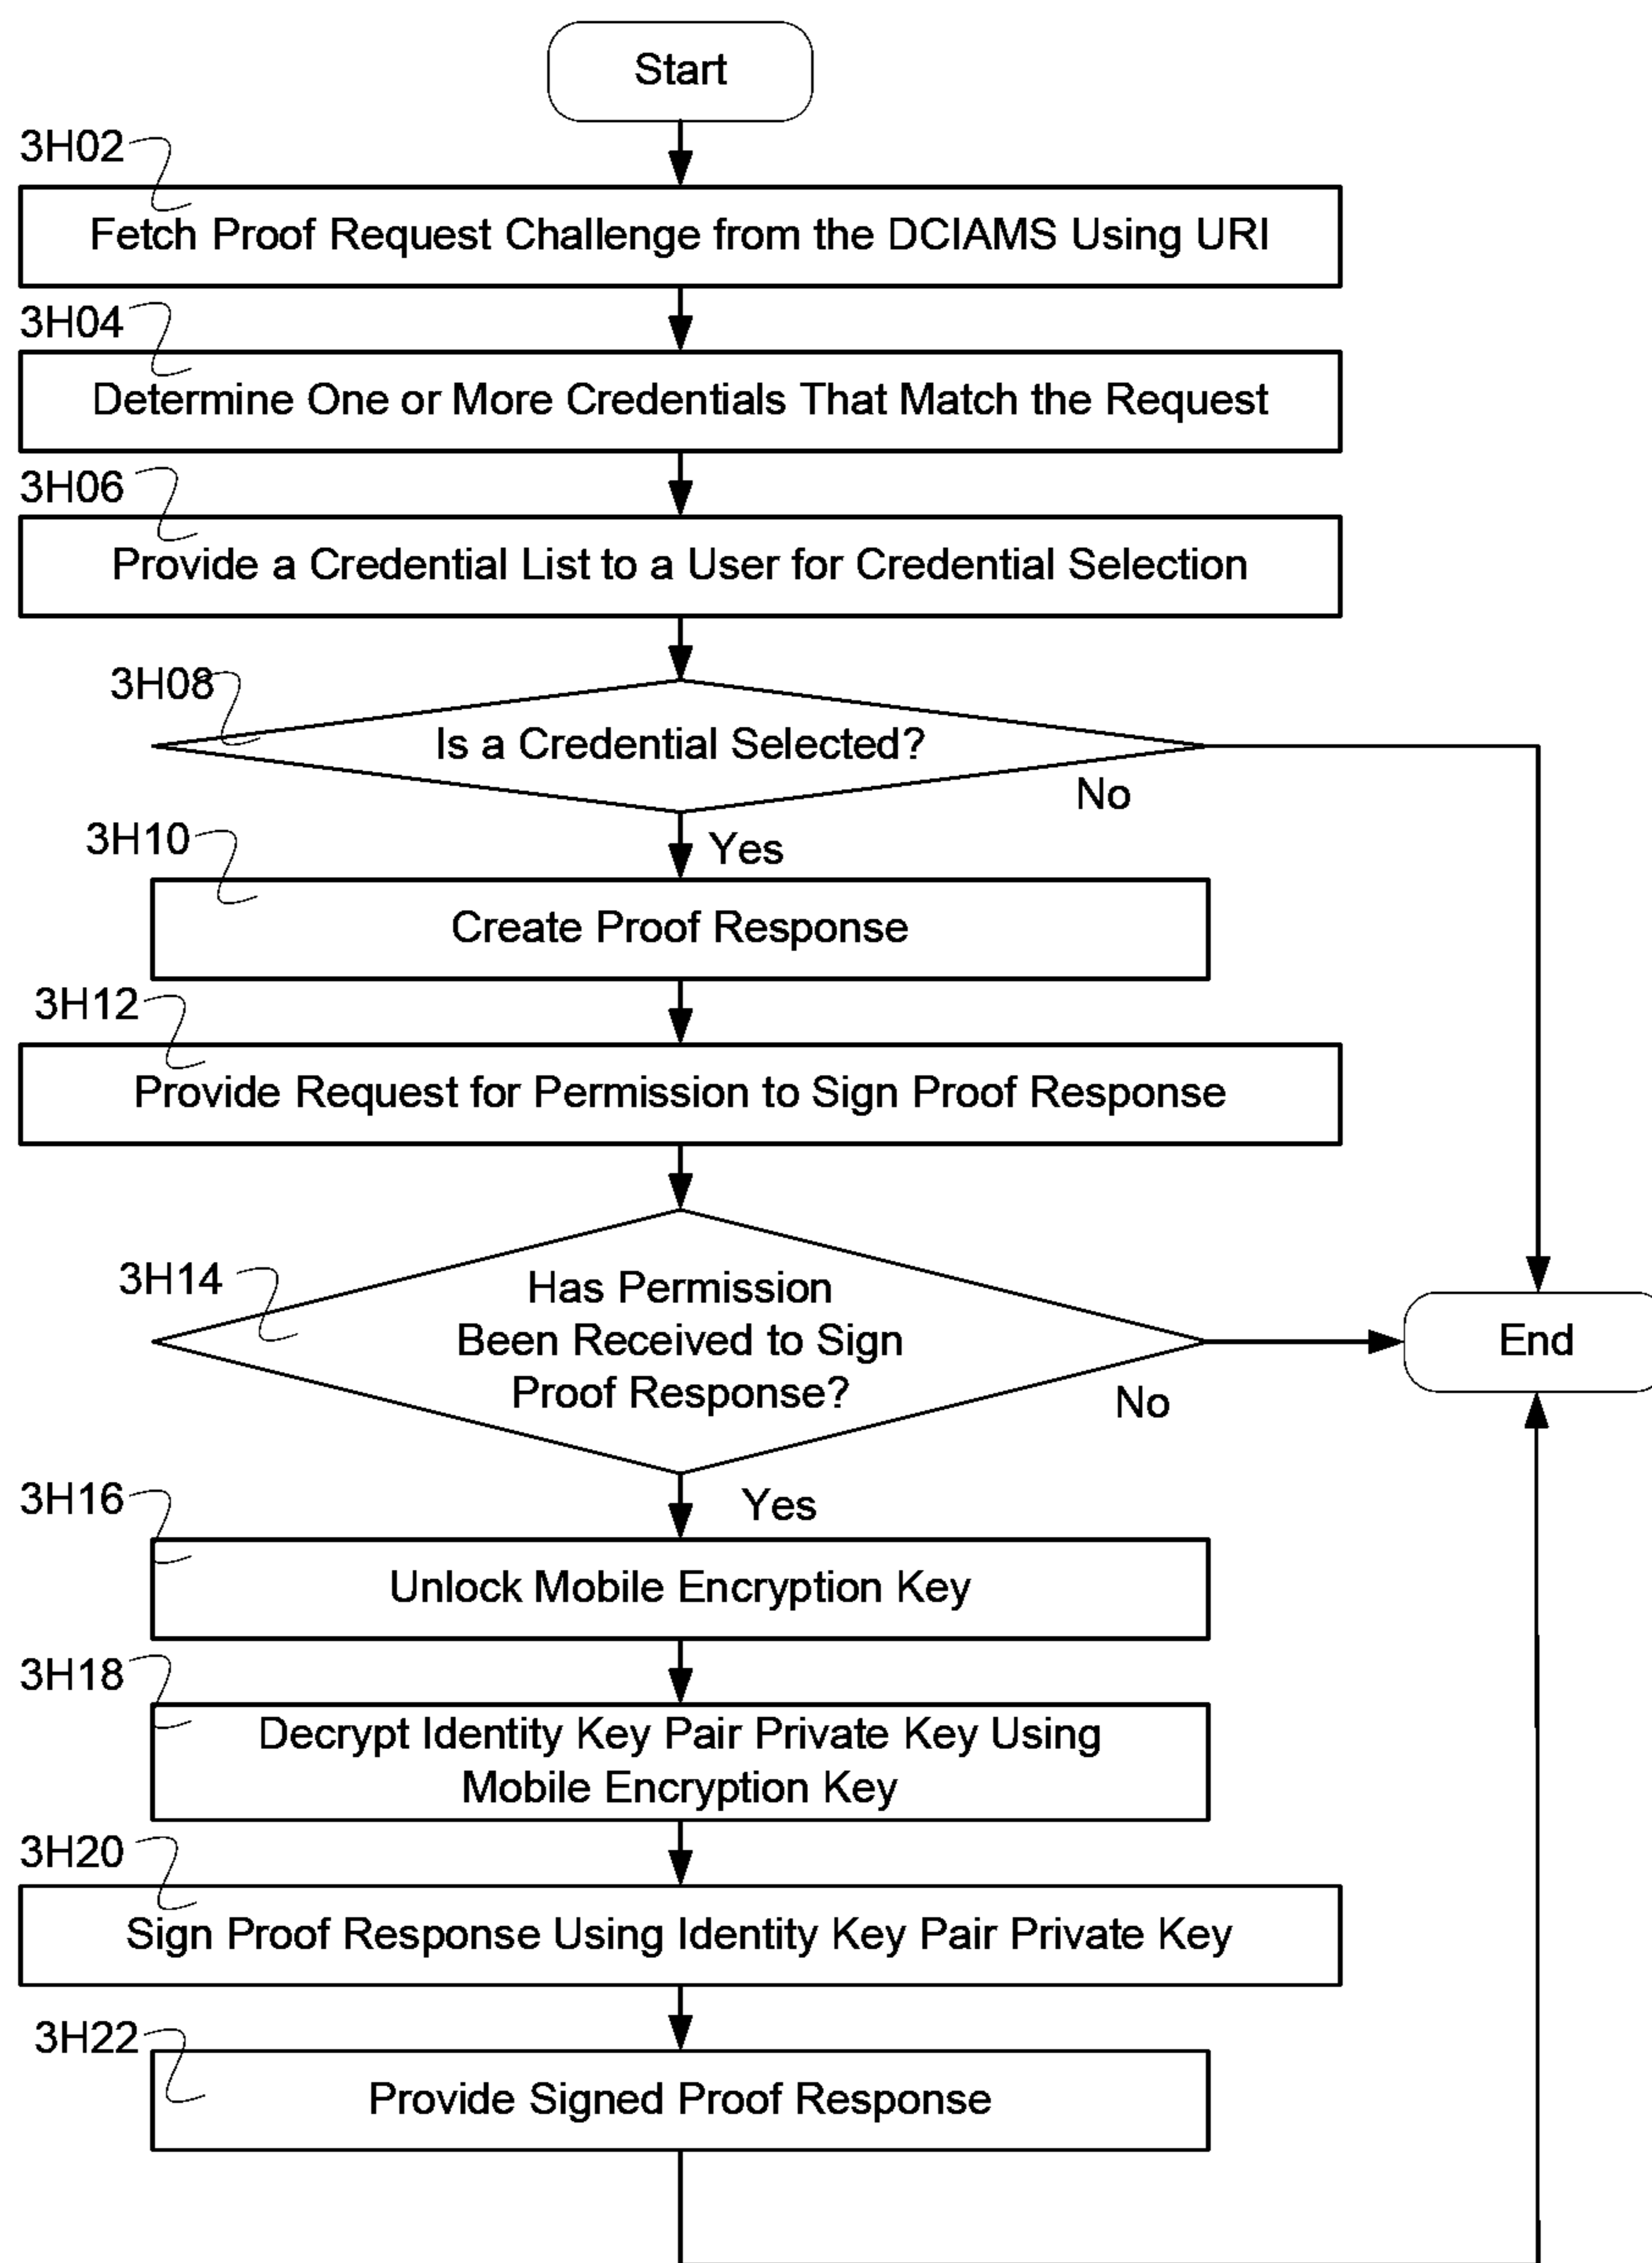 Start
3H02
Fetch Proof Request Challenge from the DCIAMS Using URI
3H04
Determine One or More Credentials That Match the Request
3H06
Provide a Credential List to a User for Credential Selection
3H08
Is a Credential Selected?
No
Yes
3H10
Create Proof Response
3H12
Provide Request for Permission to Sign Proof Response
3H14
Has Permission
Been Received to Sign
Proof Response?
End
No
Yes
3H16
Unlock Mobile Encryption Key
3H18
Decrypt Identity Key Pair Private Key Using
Mobile Encryption Key
3H20
Sign Proof Response Using Identity Key Pair Private Key
3H22
Provide Signed Proof Response